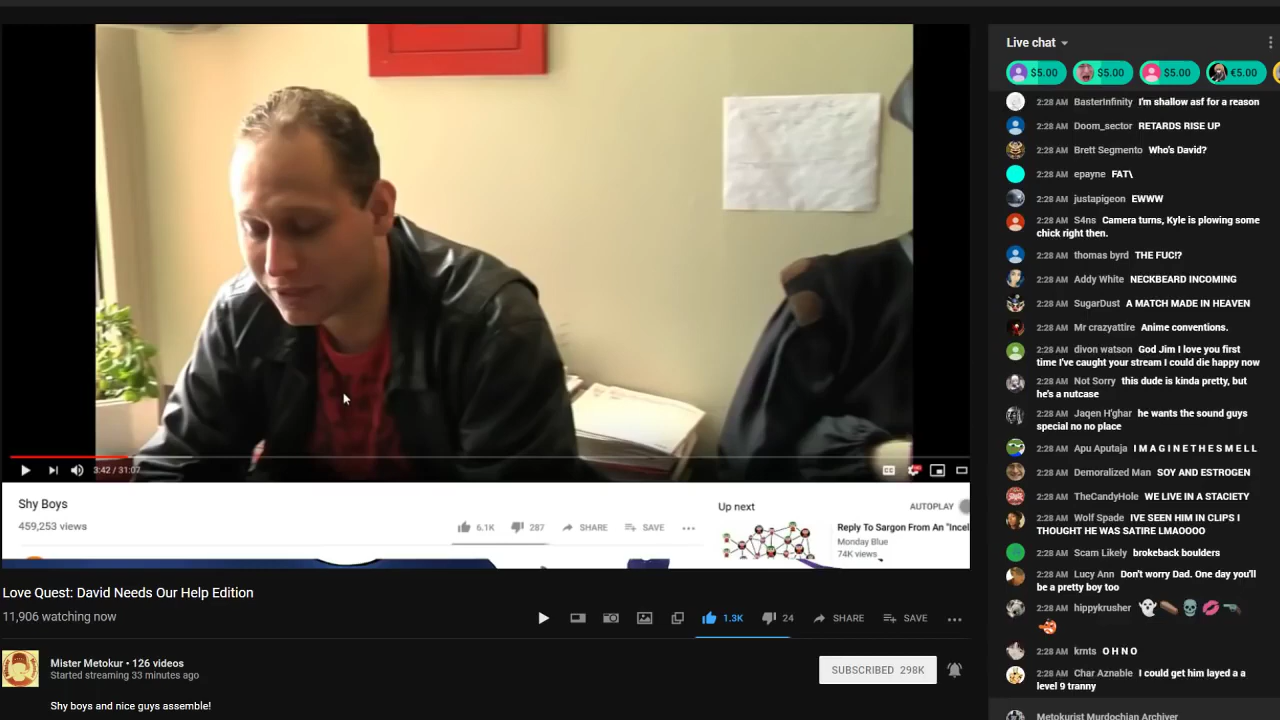 3:42 / 31:07
Shy Boys
459,253 views
6.1K
287
SHARE
SAVE
Up next
AUTOPLAY
Reply To Sargon From An "Incel
Monday Blue
74K views
Love Quest: David Needs Our Help Edition
11,906 watching now
1.3K
24
SHARE
SAVE
Mister Metokur • 126 videos
Started streaming 33 minutes ago
SUBSCRIBED 298K
Shy boys and nice guys assemble!
Live chat
$5.00
$5.00
$5.00
€5.00
2:28 AM BasterInfinity I'm shallow asf for a reason
2:28 AM Doom_sector RETARDS RISE UP
2:28 AM Brett Segmento Who's David?
2:28 AM epayne FAT\
2:28 AM justapigeon EWWW
2:28 AM S4ns Camera turns, Kyle is plowing some
chick right then.
2:28 AM thomas byrd THE FUC!?
2:28 AM Addy White NECKBEARD INCOMING
2:28 AM SugarDust A MATCH MADE IN HEAVEN
2:28 AM Mr crazyattire Anime conventions.
2:28 AM divon watson God Jim I love you first
time I've caught your stream I could die happy now
2:28 AM Not Sorry this dude is kinda pretty, but
he's a nutcase
2:28 AM Jaqen H'ghar he wants the sound guys
special no no place
2:28 AM Apu Aputaja I M A G I N E T H E S M E L L
2:28 AM Demoralized Man SOY AND ESTROGEN
2:28 AM TheCandyHole WE LIVE IN A STACIETY
2:28 AM Wolf Spade IVE SEEN HIM IN CLIPS I
THOUGHT HE WAS SATIRE LMAOOOO
2:28 AM Scam Likely brokeback boulders
2:28 AM Lucy Ann Don't worry Dad. One day you'll
be a pretty boy too
2:28 AM hippykrusher 👻⚰️💀💋🔫
2:28 AM krnts O H N O
2:28 AM Char Aznable I could get him layed a a
level 9 tranny
Metokurist Murdochian Archiver